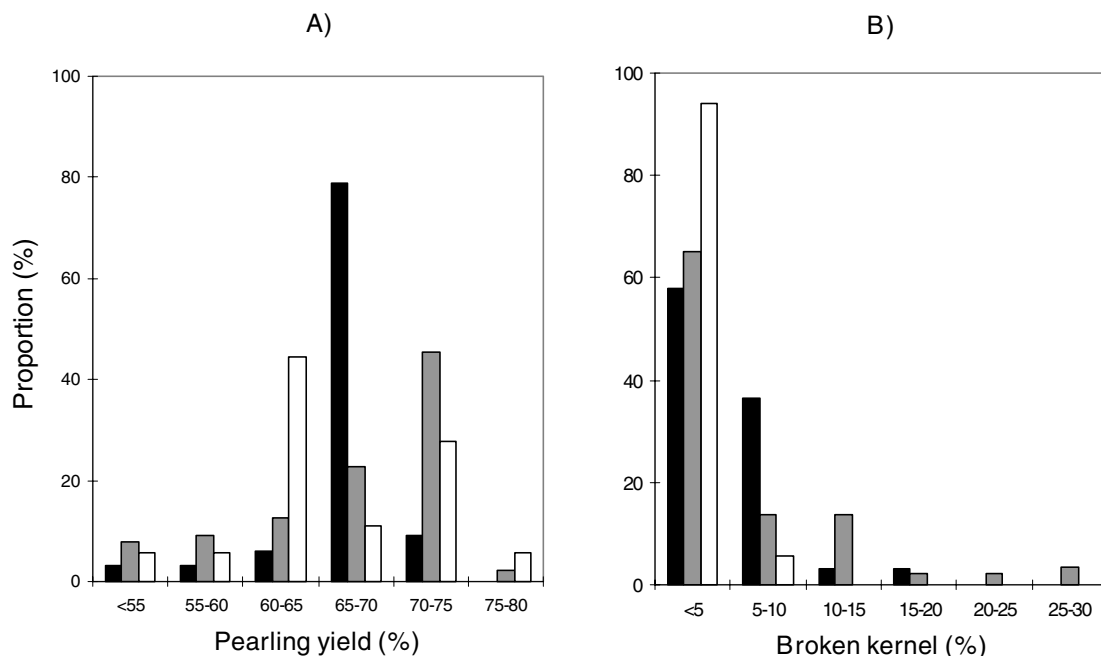 A)
Proportion (%)
100
80
60
40
20
0
<55 55-60 60-65 65-70 70-75 75-80
Pearling yield (%)
B)
100
80
60
40
20
0
<5 5-10 10-15 15-20 20-25 25-30
Broken kernel (%)